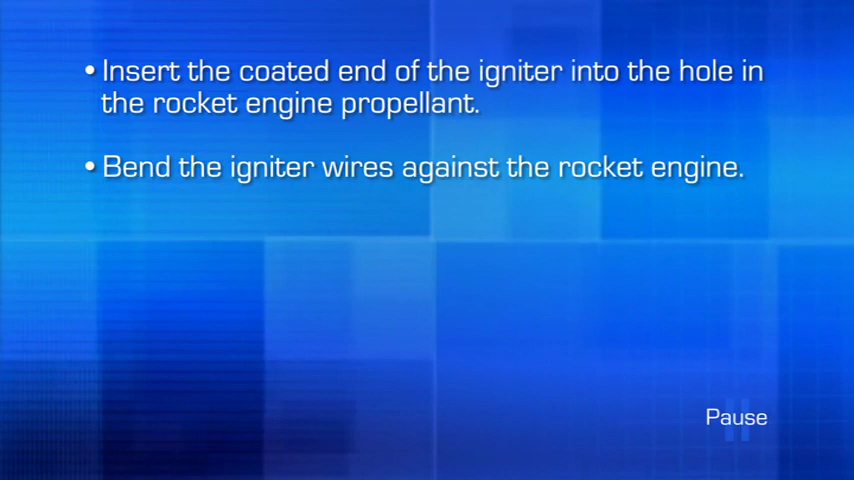 • Insert the coated end of the igniter into the hole in
the rocket engine propellant.
• Bend the igniter wires against the rocket engine.
Pause